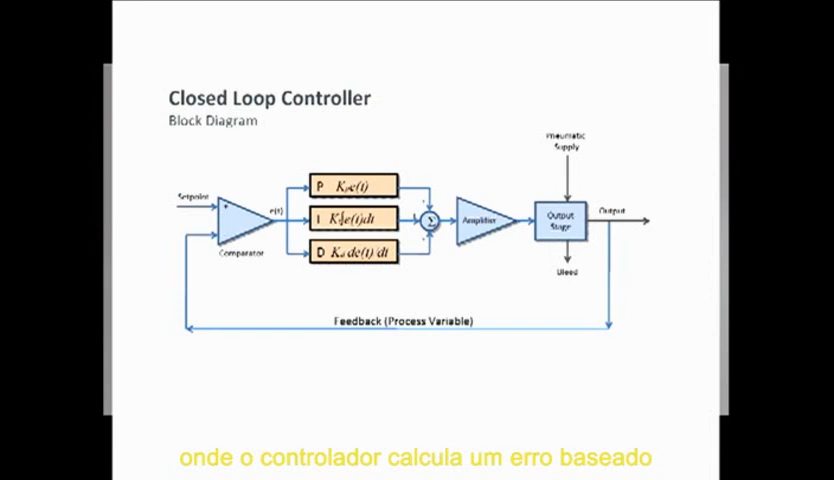 Closed Loop Controller
Block Diagram
Pneumatic
Supply
Setpoint
e(t)
P Kₚe(t)
I Kᵢ∫e(t)dt
D K_d de(t)/dt
Σ
Amplifier
Output
Stage
Output
Comparator
Bleed
Feedback (Process Variable)
onde o controlador calcula um erro baseado